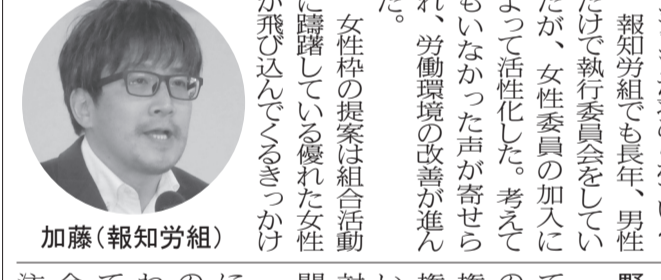 報知労組でも長年、男性
だけで執行委員会をしてい
たが、女性委員の加入に
よって活性化した。考えて
もいなかった声が寄せら
れ、労働環境の改善が進ん
だ。
女性枠の提案は組合活動
に躊躇している優れた女性
が飛び込んでくるきっかけ
加藤（報知労組）